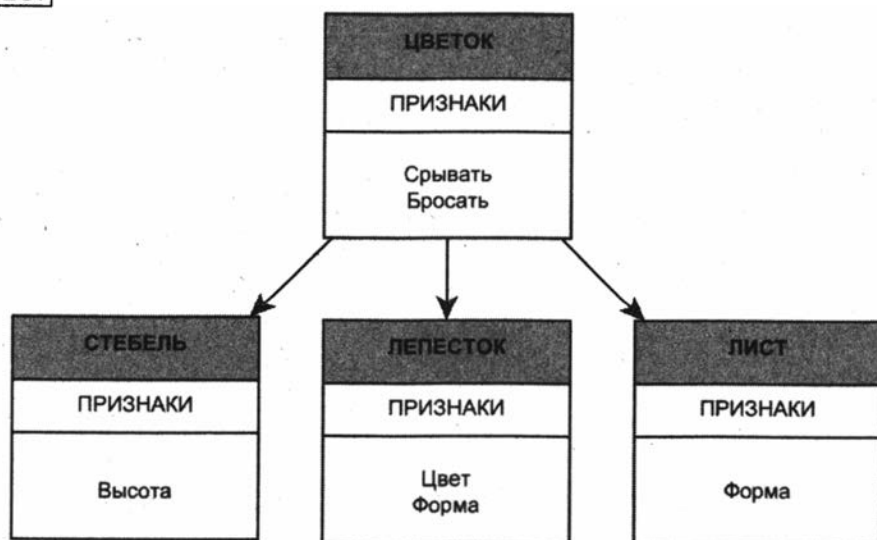 ЦВЕТОК
ПРИЗНАКИ
Срывать
Бросать
СТЕБЕЛЬ
ПРИЗНАКИ
Высота
ЛЕПЕСТОК
ПРИЗНАКИ
Цвет
Форма
ЛИСТ
ПРИЗНАКИ
Форма